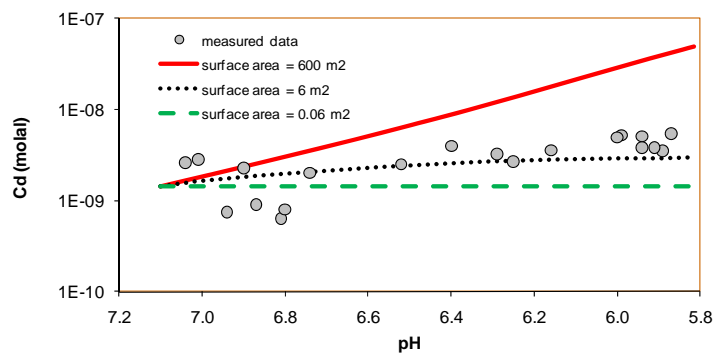 1E-07
measured data
surface area = 600 m2
surface area = 6 m2
surface area = 0.06 m2
1E-08
Cd (molal)
1E-09
1E-10
7.2 7.0 6.8 6.6 6.4 6.2 6.0 5.8
pH